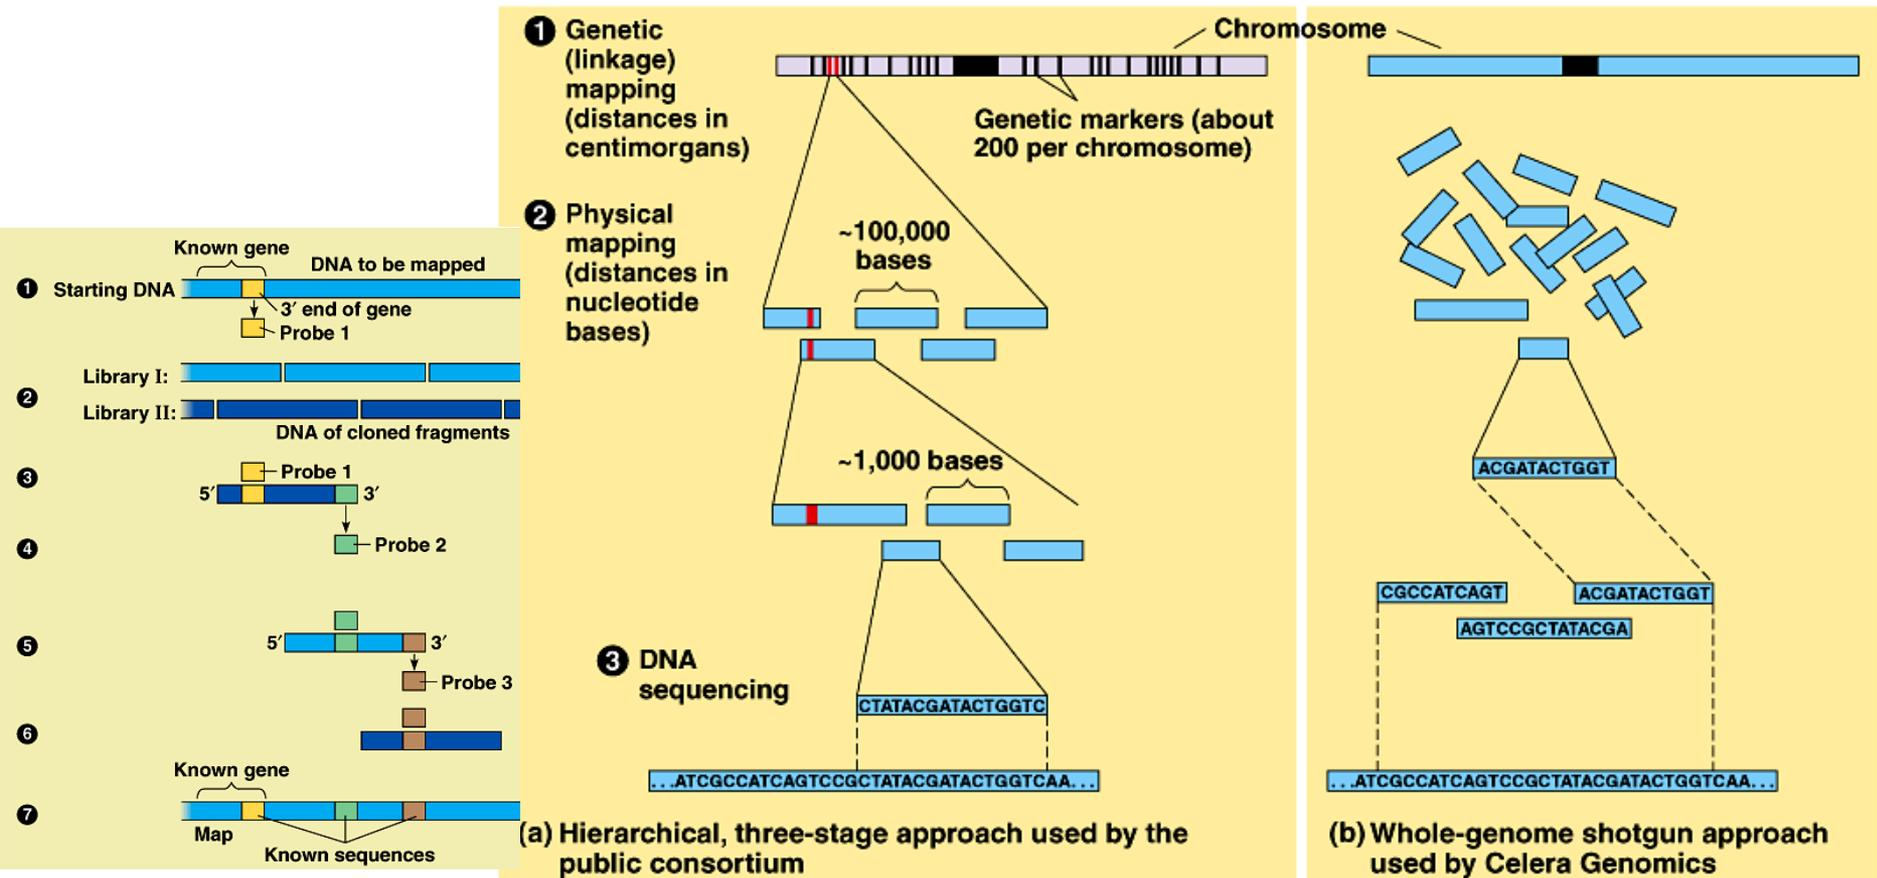 Known gene
DNA to be mapped
1 Starting DNA
3′ end of gene
Probe 1
Library I:
2
Library II:
DNA of cloned fragments
3
Probe 1
5′ 3′
4
Probe 2
5
5′ 3′
Probe 3
6
Known gene
7
Map
Known sequences
1 Genetic
(linkage)
mapping
(distances in
centimorgans)
Chromosome
Genetic markers (about
200 per chromosome)
2 Physical
mapping
(distances in
nucleotide
bases)
~100,000
bases
~1,000 bases
3 DNA
sequencing
CTATACGATACTGGTC
...ATCGCCATCAGTCCGCTATACGATACTGGTCAA...
(a) Hierarchical, three-stage approach used by the
public consortium
ACGATACTGGT
CGCCATCAGT ACGATACTGGT
AGTCCGCTATACGA
...ATCGCCATCAGTCCGCTATACGATACTGGTCAA...
(b) Whole-genome shotgun approach
used by Celera Genomics